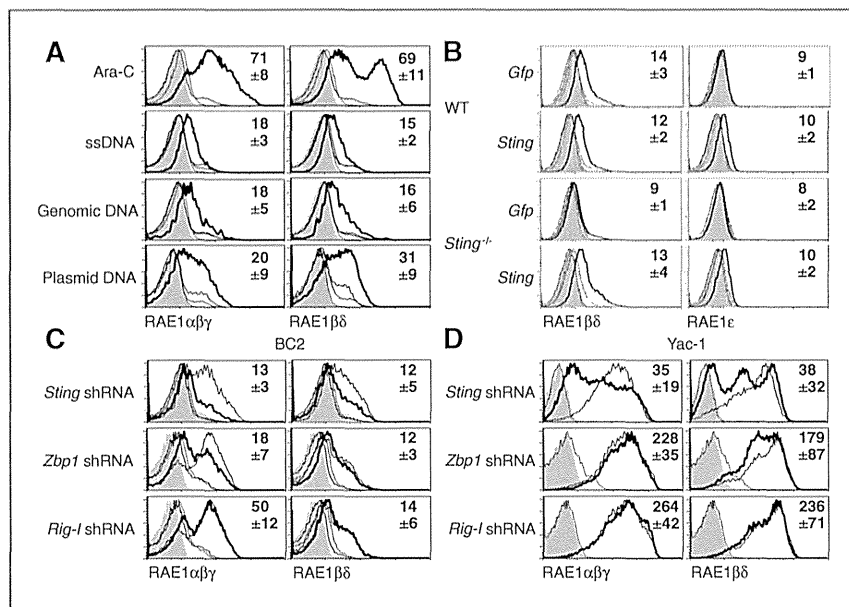 A
Ara-C
71
±8
69
±11
ssDNA
18
±3
15
±2
Genomic DNA
18
±5
16
±6
Plasmid DNA
20
±9
31
±9
RAE1αβγ
RAE1βδ
B
WT
Gfp
14
±3
9
±1
Sting
12
±2
10
±2
Sting-/-
Gfp
9
±1
8
±2
Sting
13
±4
10
±2
RAE1βδ
RAE1ε
C
BC2
Sting shRNA
13
±3
12
±5
Zbp1 shRNA
18
±7
12
±3
Rig-I shRNA
50
±12
14
±6
RAE1αβγ
RAE1βδ
D
Yac-1
Sting shRNA
35
±19
38
±32
Zbp1 shRNA
228
±35
179
±87
Rig-I shRNA
264
±42
236
±71
RAE1αβγ
RAE1βδ